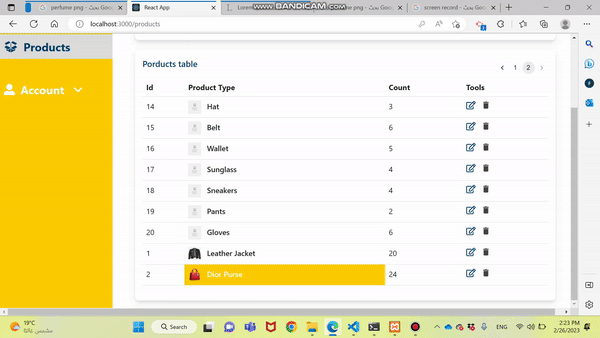 perfume png - بحث Goo
React App
Lorem
www.BANDICAM.com
me png - بحث Goo
screen record - بحث Goo
localhost:3000/products
Products
Account
Porducts table
1 2
Id Product Type Count Tools
14 Hat 3
15 Belt 6
16 Wallet 5
17 Sunglass 4
18 Sneakers 4
19 Pants 2
20 Gloves 6
1 Leather Jacket 20
2 Dior Purse 24
19°C
مشمس غالبًا
Search
ENG
2:23 PM
2/26/2023